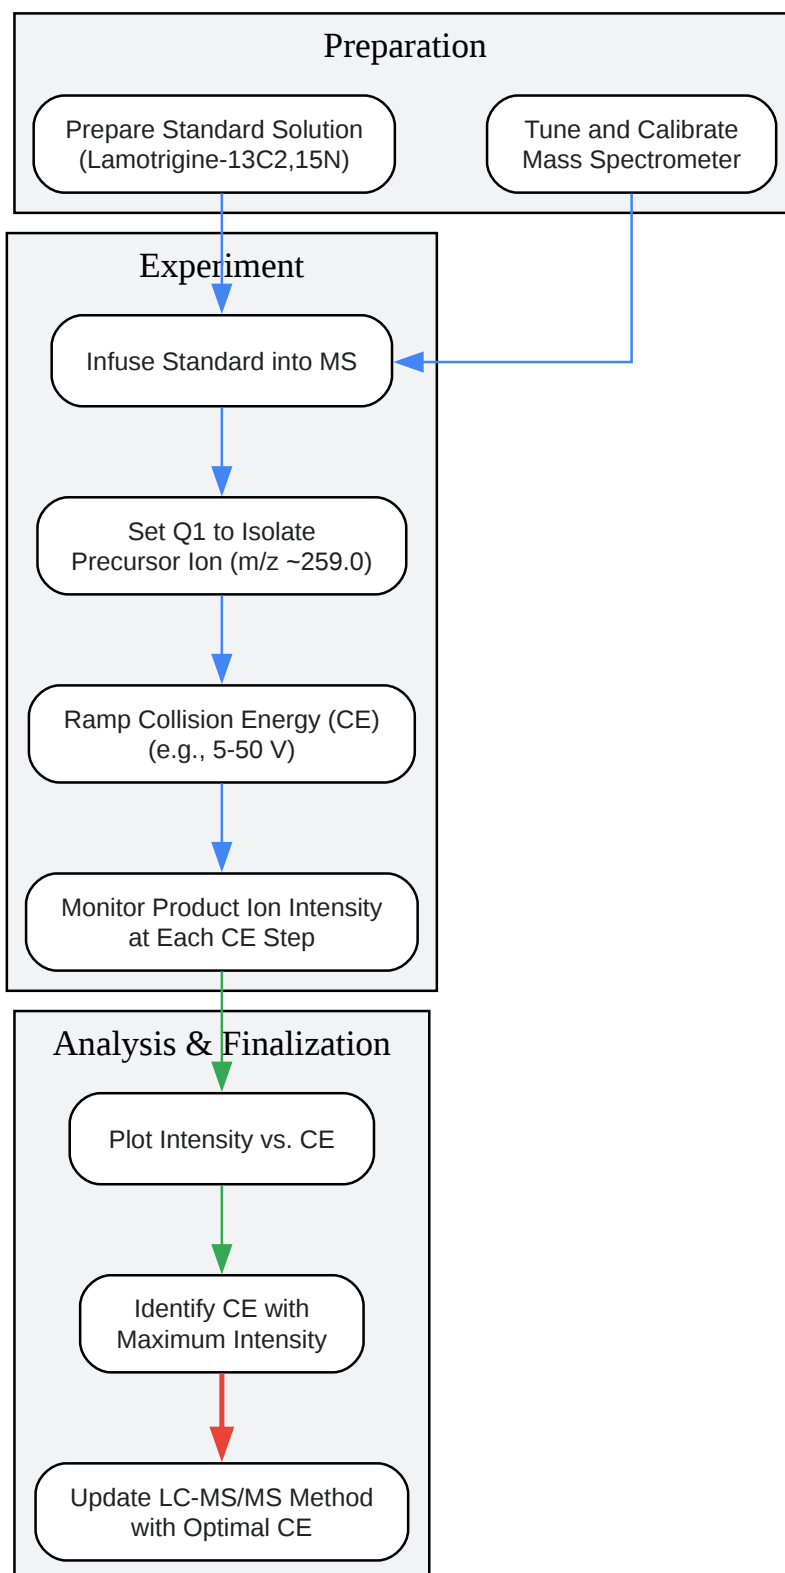 Preparation
Prepare Standard Solution
(Lamotrigine-13C2,15N)
Tune and Calibrate
Mass Spectrometer
Experiment
Infuse Standard into MS
Set Q1 to Isolate
Precursor Ion (m/z ~259.0)
Ramp Collision Energy (CE)
(e.g., 5-50 V)
Monitor Product Ion Intensity
at Each CE Step
Analysis & Finalization
Plot Intensity vs. CE
Identify CE with
Maximum Intensity
Update LC-MS/MS Method
with Optimal CE